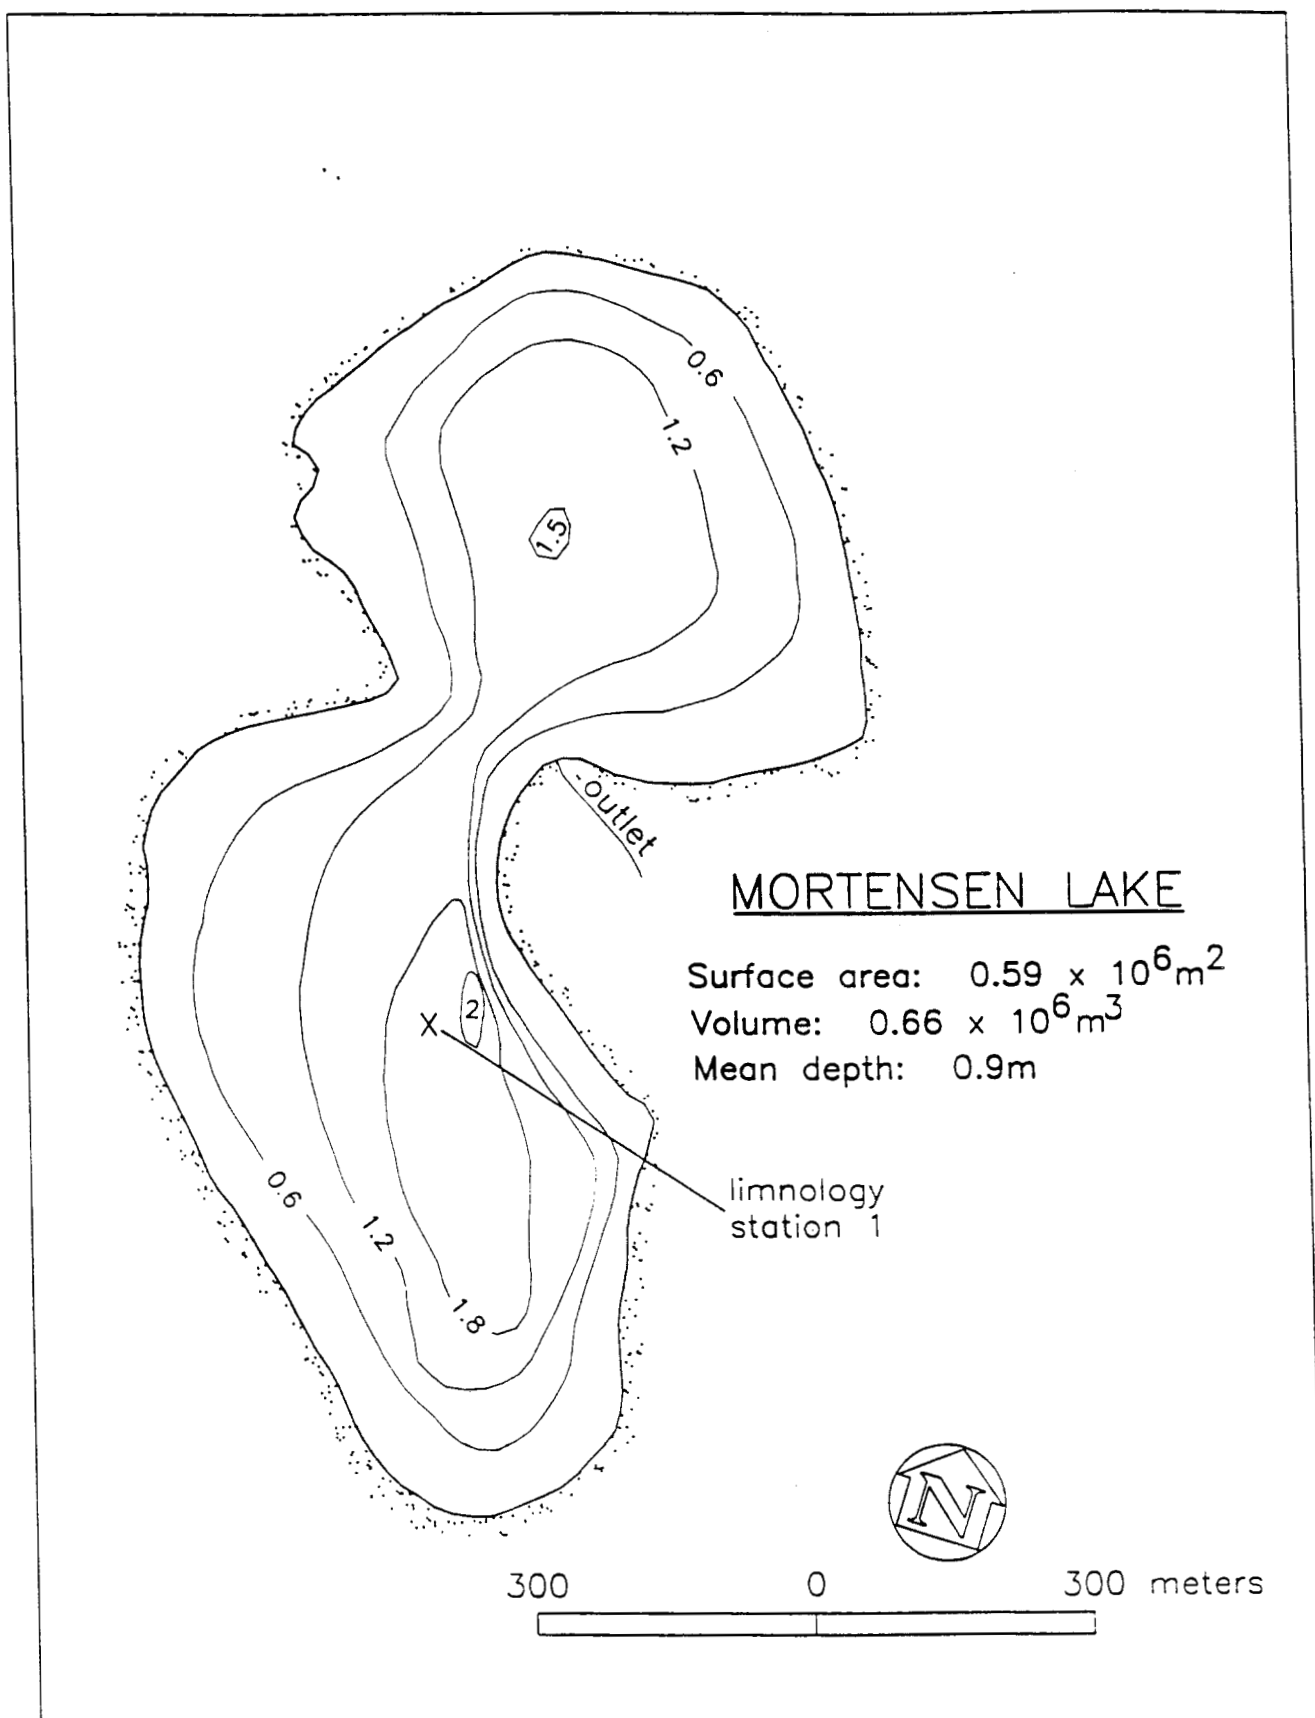 0.6
1.2
1.5
outlet
MORTENSEN LAKE
Surface area: 0.59 x 10⁶m²
Volume: 0.66 x 10⁶m³
Mean depth: 0.9m
2
X
limnology
station 1
0.6
1.2
1.8
N
300 0 300 meters